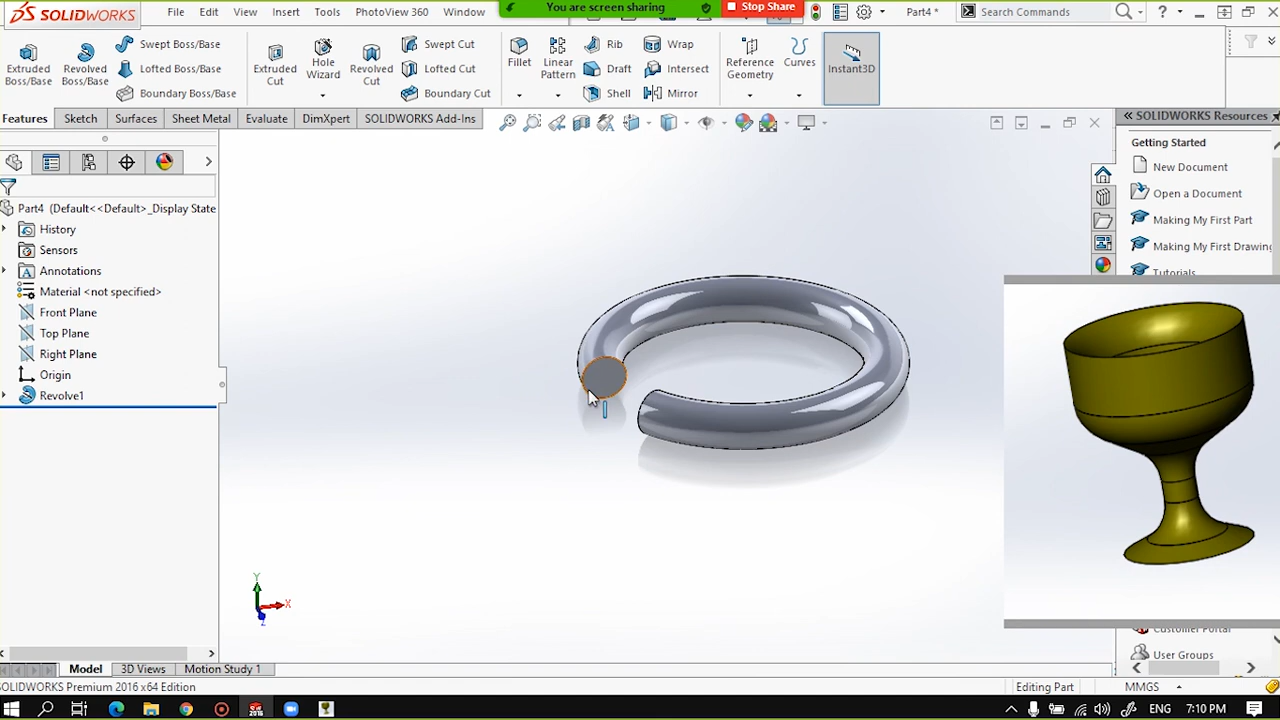 SOLIDWORKS
File Edit View Insert Tools PhotoView 360 Window
You are screen sharing
Stop Share
Part4 *
Search Commands
Extruded Boss/Base
Revolved Boss/Base
Swept Boss/Base
Lofted Boss/Base
Boundary Boss/Base
Extruded Cut
Hole Wizard
Revolved Cut
Swept Cut
Lofted Cut
Boundary Cut
Fillet
Linear Pattern
Rib
Draft
Shell
Wrap
Intersect
Mirror
Reference Geometry
Curves
Instant3D
Features Sketch Surfaces Sheet Metal Evaluate DimXpert SOLIDWORKS Add-Ins
Part4 (Default<<Default>_Display State
History
Sensors
Annotations
Material <not specified>
Front Plane
Top Plane
Right Plane
Origin
Revolve1
Y
X
Z
SOLIDWORKS Resources
Getting Started
New Document
Open a Document
Making My First Part
Making My First Drawing
Tutorials
Customer Portal
User Groups
Model 3D Views Motion Study 1
SOLIDWORKS Premium 2016 x64 Edition
Editing Part
MMGS
ENG
7:10 PM